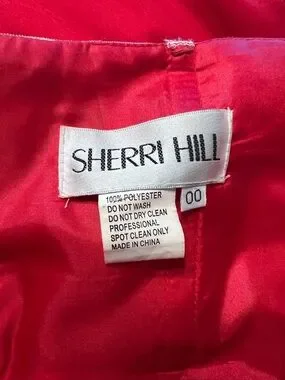 SHERRI HILL
100% POLYESTER
DO NOT WASH
DO NOT DRY CLEAN
PROFESSIONAL
SPOT CLEAN ONLY
MADE IN CHINA
00